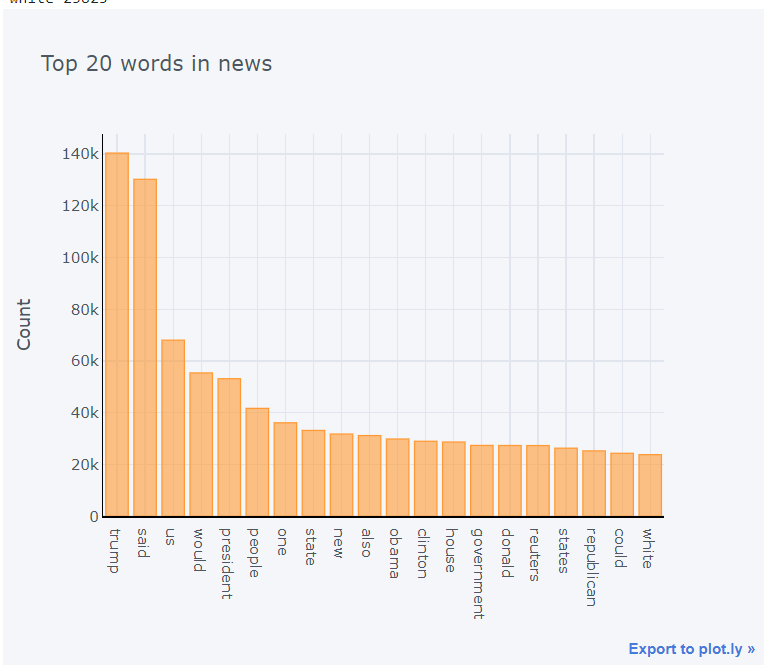 Top 20 words in news
Count
140k
120k
100k
80k
60k
40k
20k
0
trump
said
us
would
president
people
one
state
new
also
obama
clinton
house
government
donald
reuters
states
republican
could
white
Export to plot.ly »